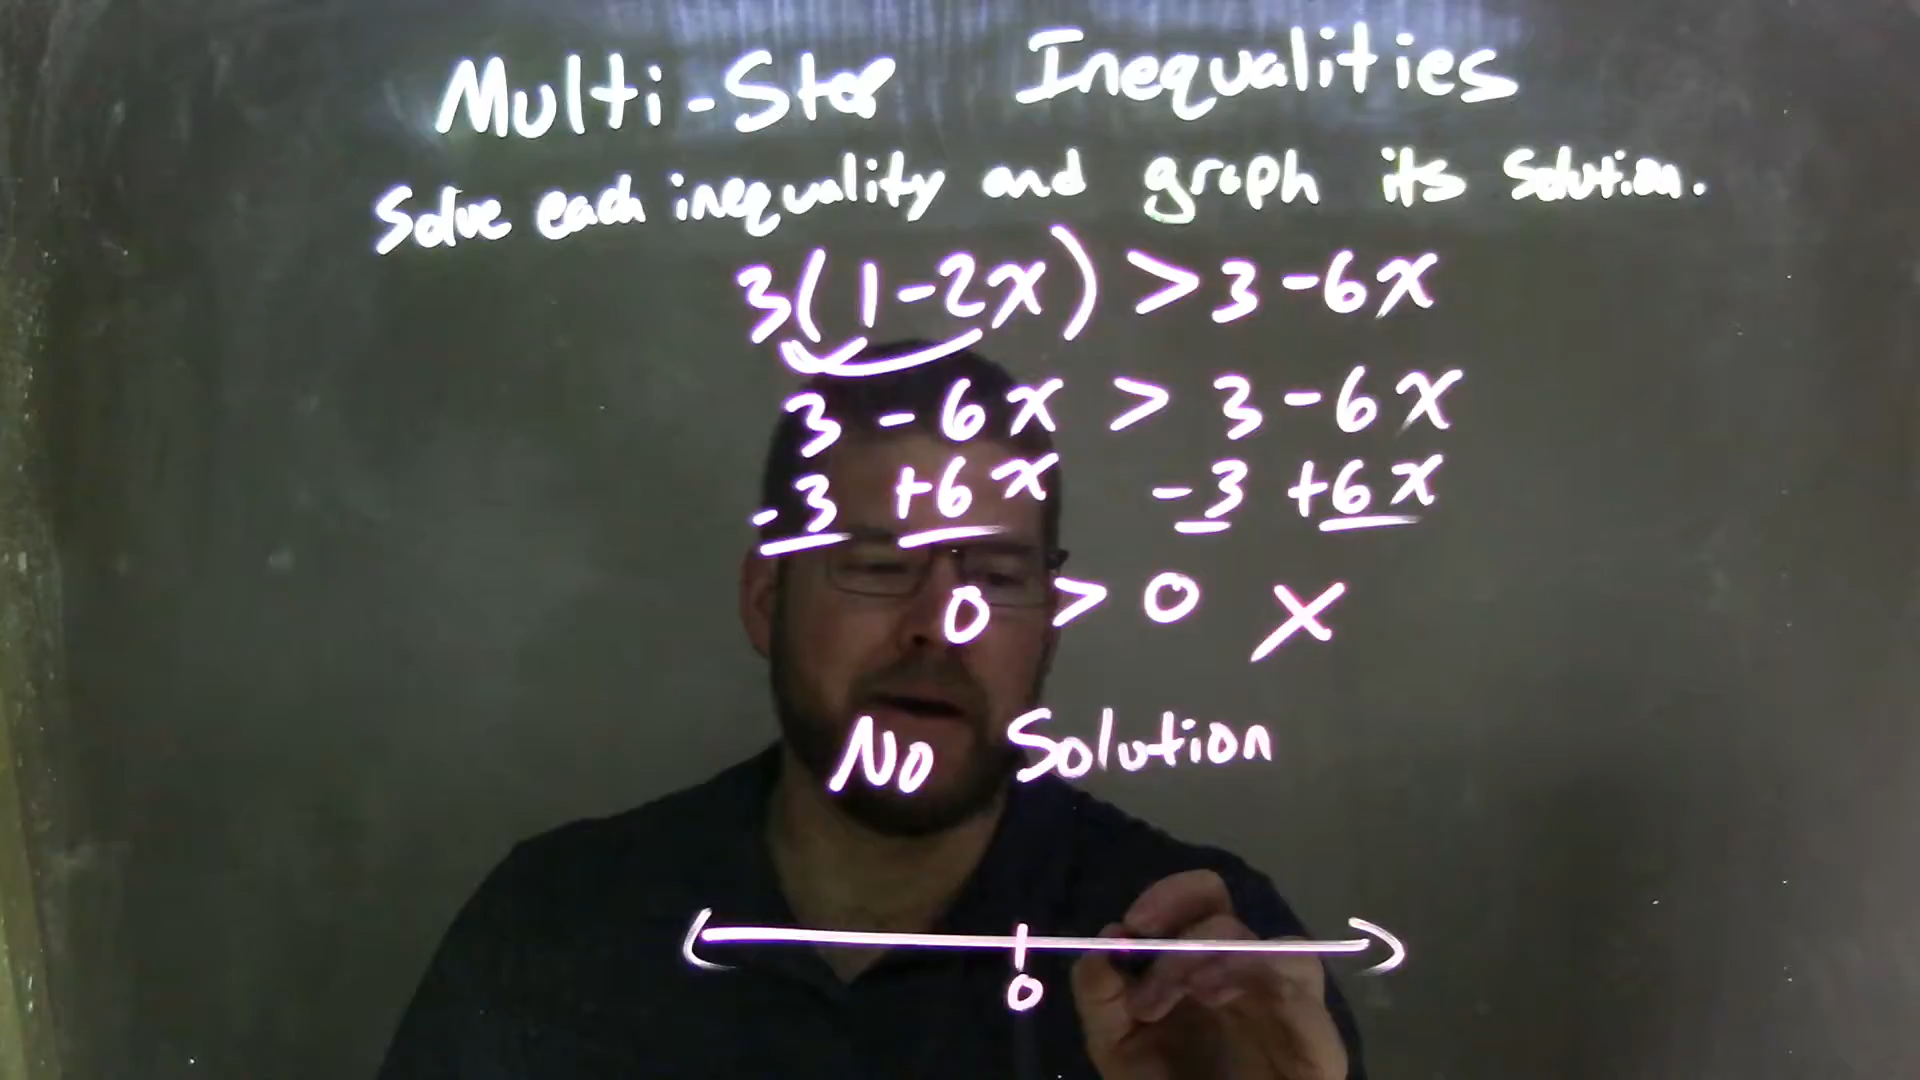 Multi-Step Inequalities
Solve each inequality and graph its solution.
3(1-2x) > 3-6x
3 - 6x > 3 - 6x
-3 +6x -3 +6x
0 > 0 X
No Solution
0